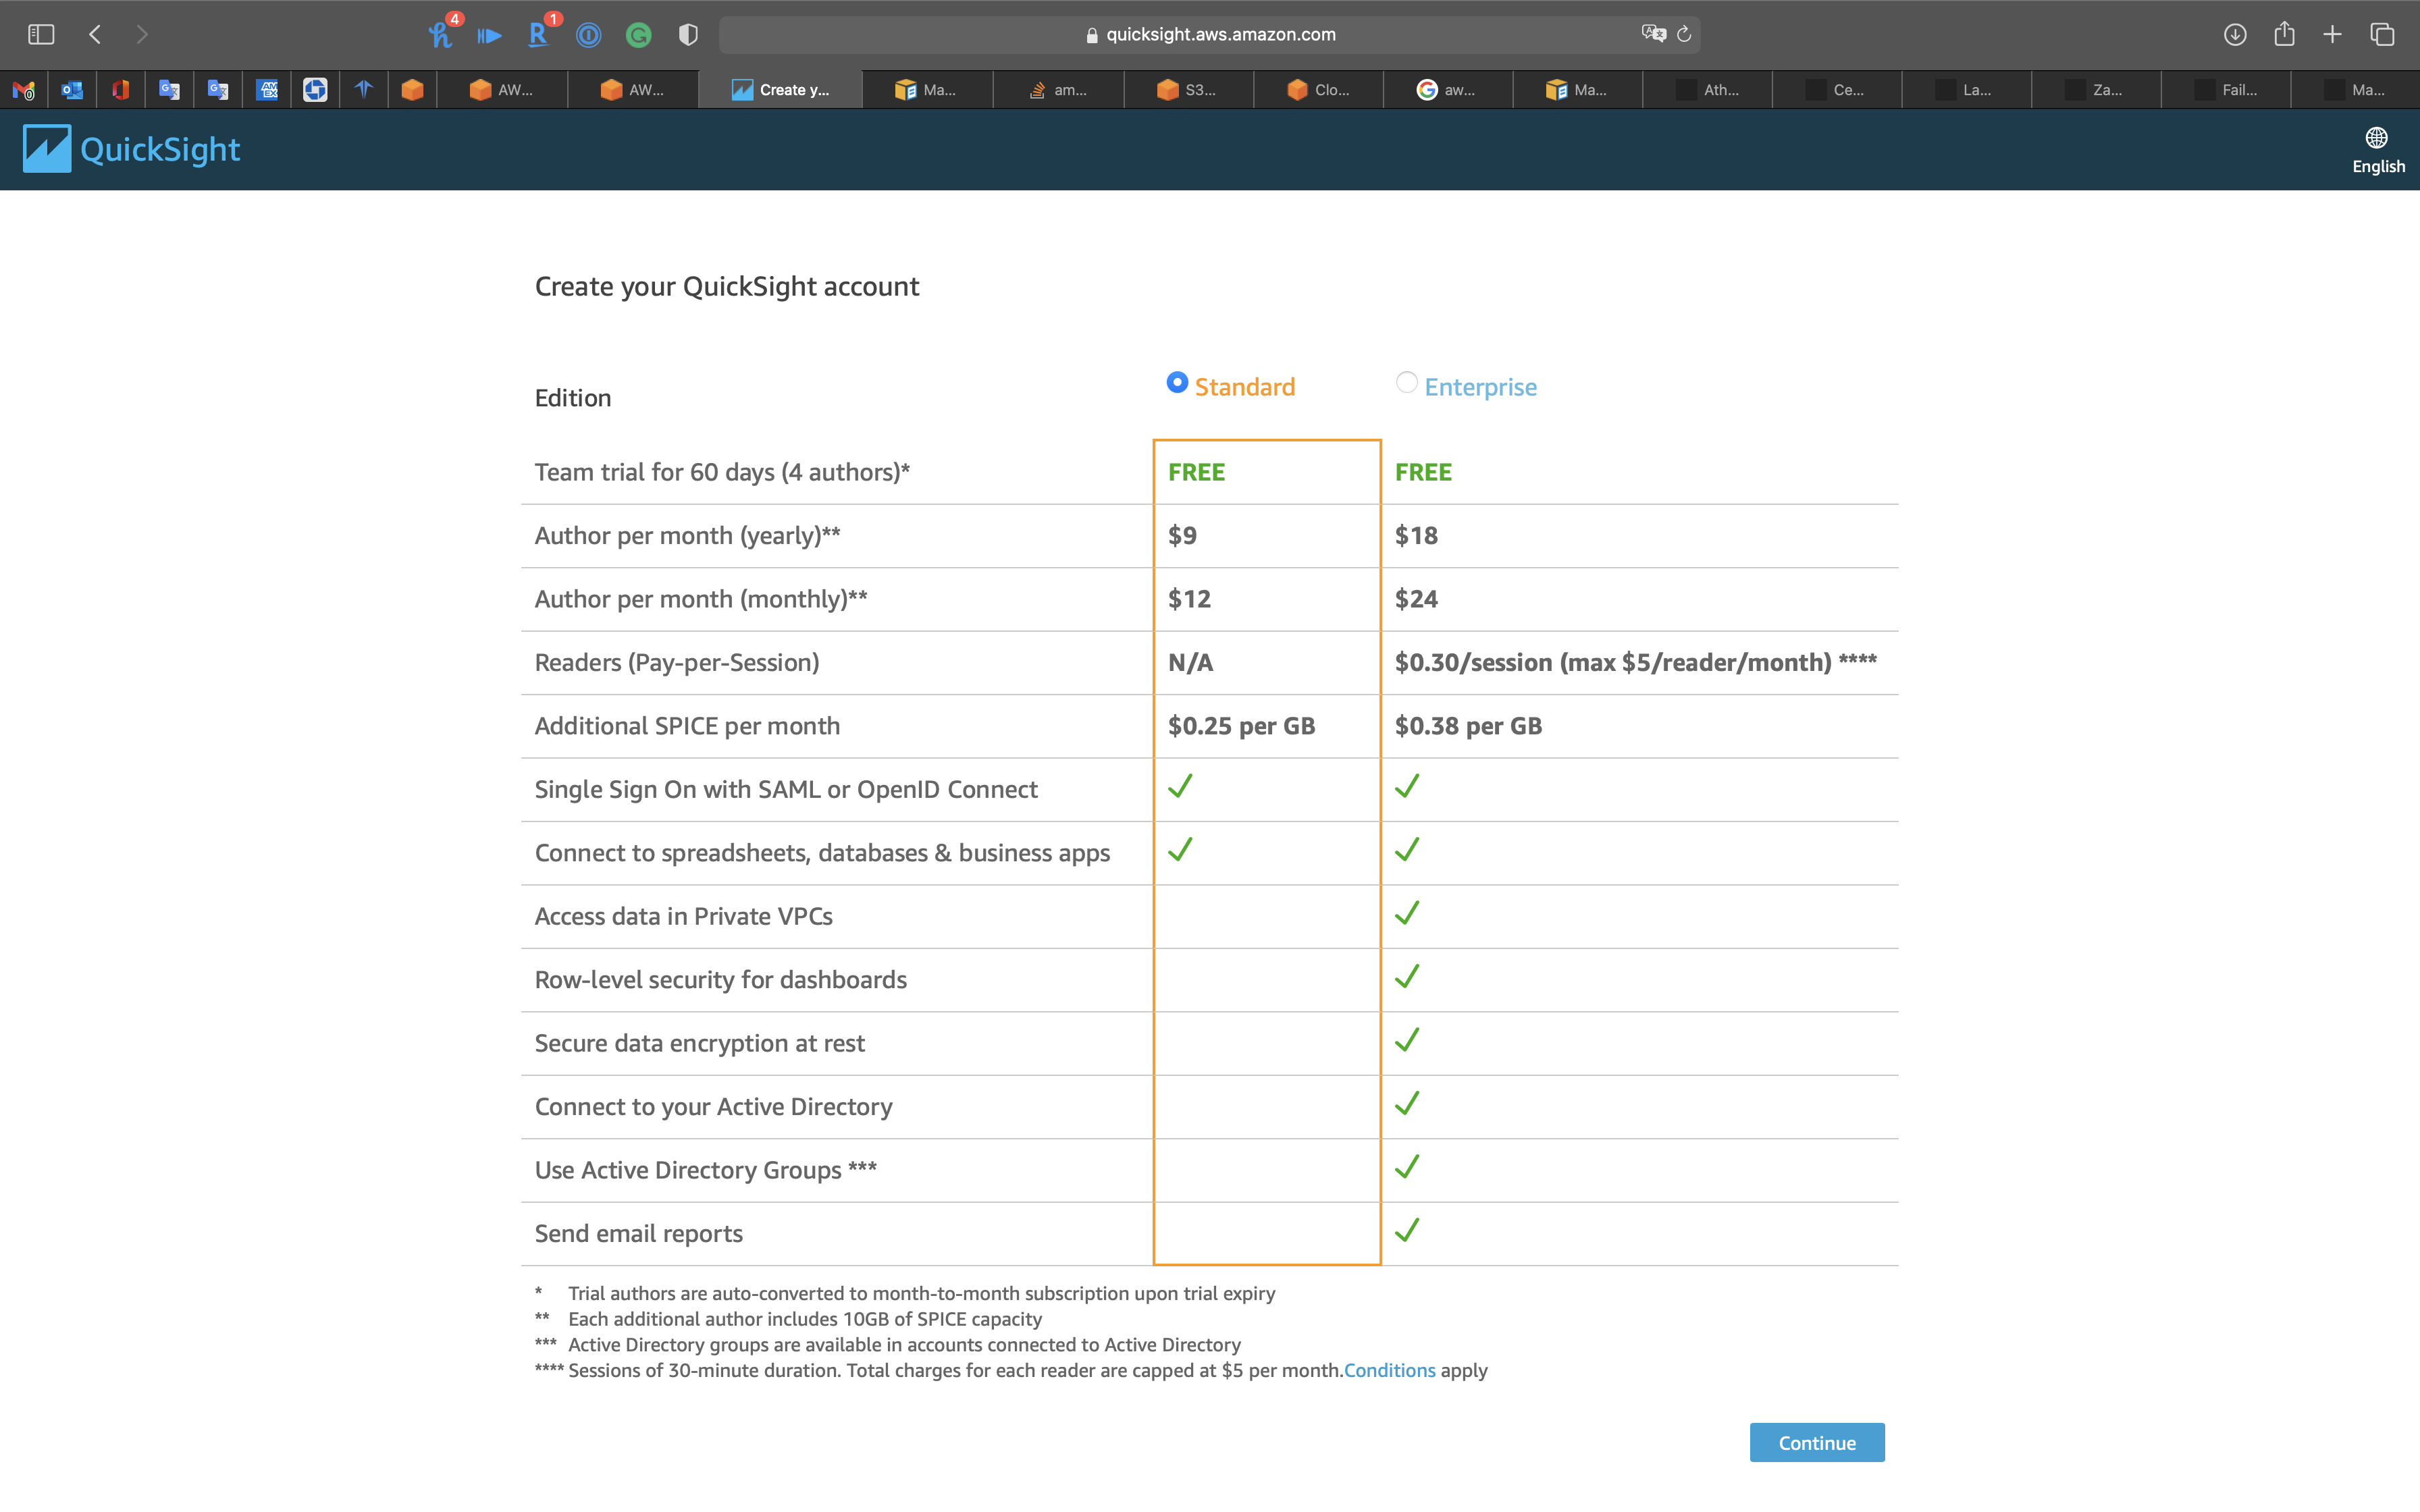 4
1
quicksight.aws.amazon.com
AW...
AW...
Create y...
Ma...
am...
S3...
Clo...
aw...
Ma...
Ath...
Ce...
La...
Za...
Fail...
Ma...
QuickSight
English
Create your QuickSight account
Edition Standard Enterprise
Team trial for 60 days (4 authors)* FREE FREE
Author per month (yearly)** $9 $18
Author per month (monthly)** $12 $24
Readers (Pay-per-Session) N/A $0.30/session (max $5/reader/month) ****
Additional SPICE per month $0.25 per GB $0.38 per GB
Single Sign On with SAML or OpenID Connect
Connect to spreadsheets, databases & business apps
Access data in Private VPCs
Row-level security for dashboards
Secure data encryption at rest
Connect to your Active Directory
Use Active Directory Groups ***
Send email reports
* Trial authors are auto-converted to month-to-month subscription upon trial expiry
** Each additional author includes 10GB of SPICE capacity
*** Active Directory groups are available in accounts connected to Active Directory
**** Sessions of 30-minute duration. Total charges for each reader are capped at $5 per month.Conditions apply
Continue